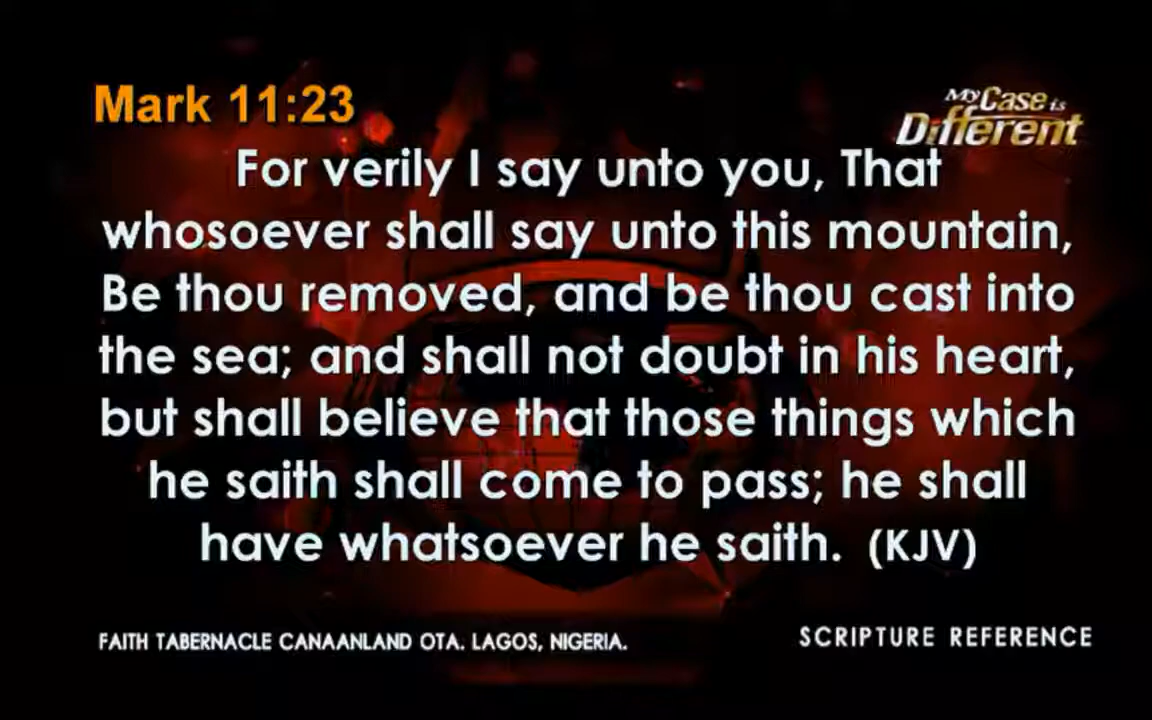 Mark 11:23
My Case is
Different
For verily I say unto you, That
whosoever shall say unto this mountain,
Be thou removed, and be thou cast into
the sea; and shall not doubt in his heart,
but shall believe that those things which
he saith shall come to pass; he shall
have whatsoever he saith. (KJV)
FAITH TABERNACLE CANAANLAND OTA. LAGOS, NIGERIA.
SCRIPTURE REFERENCE